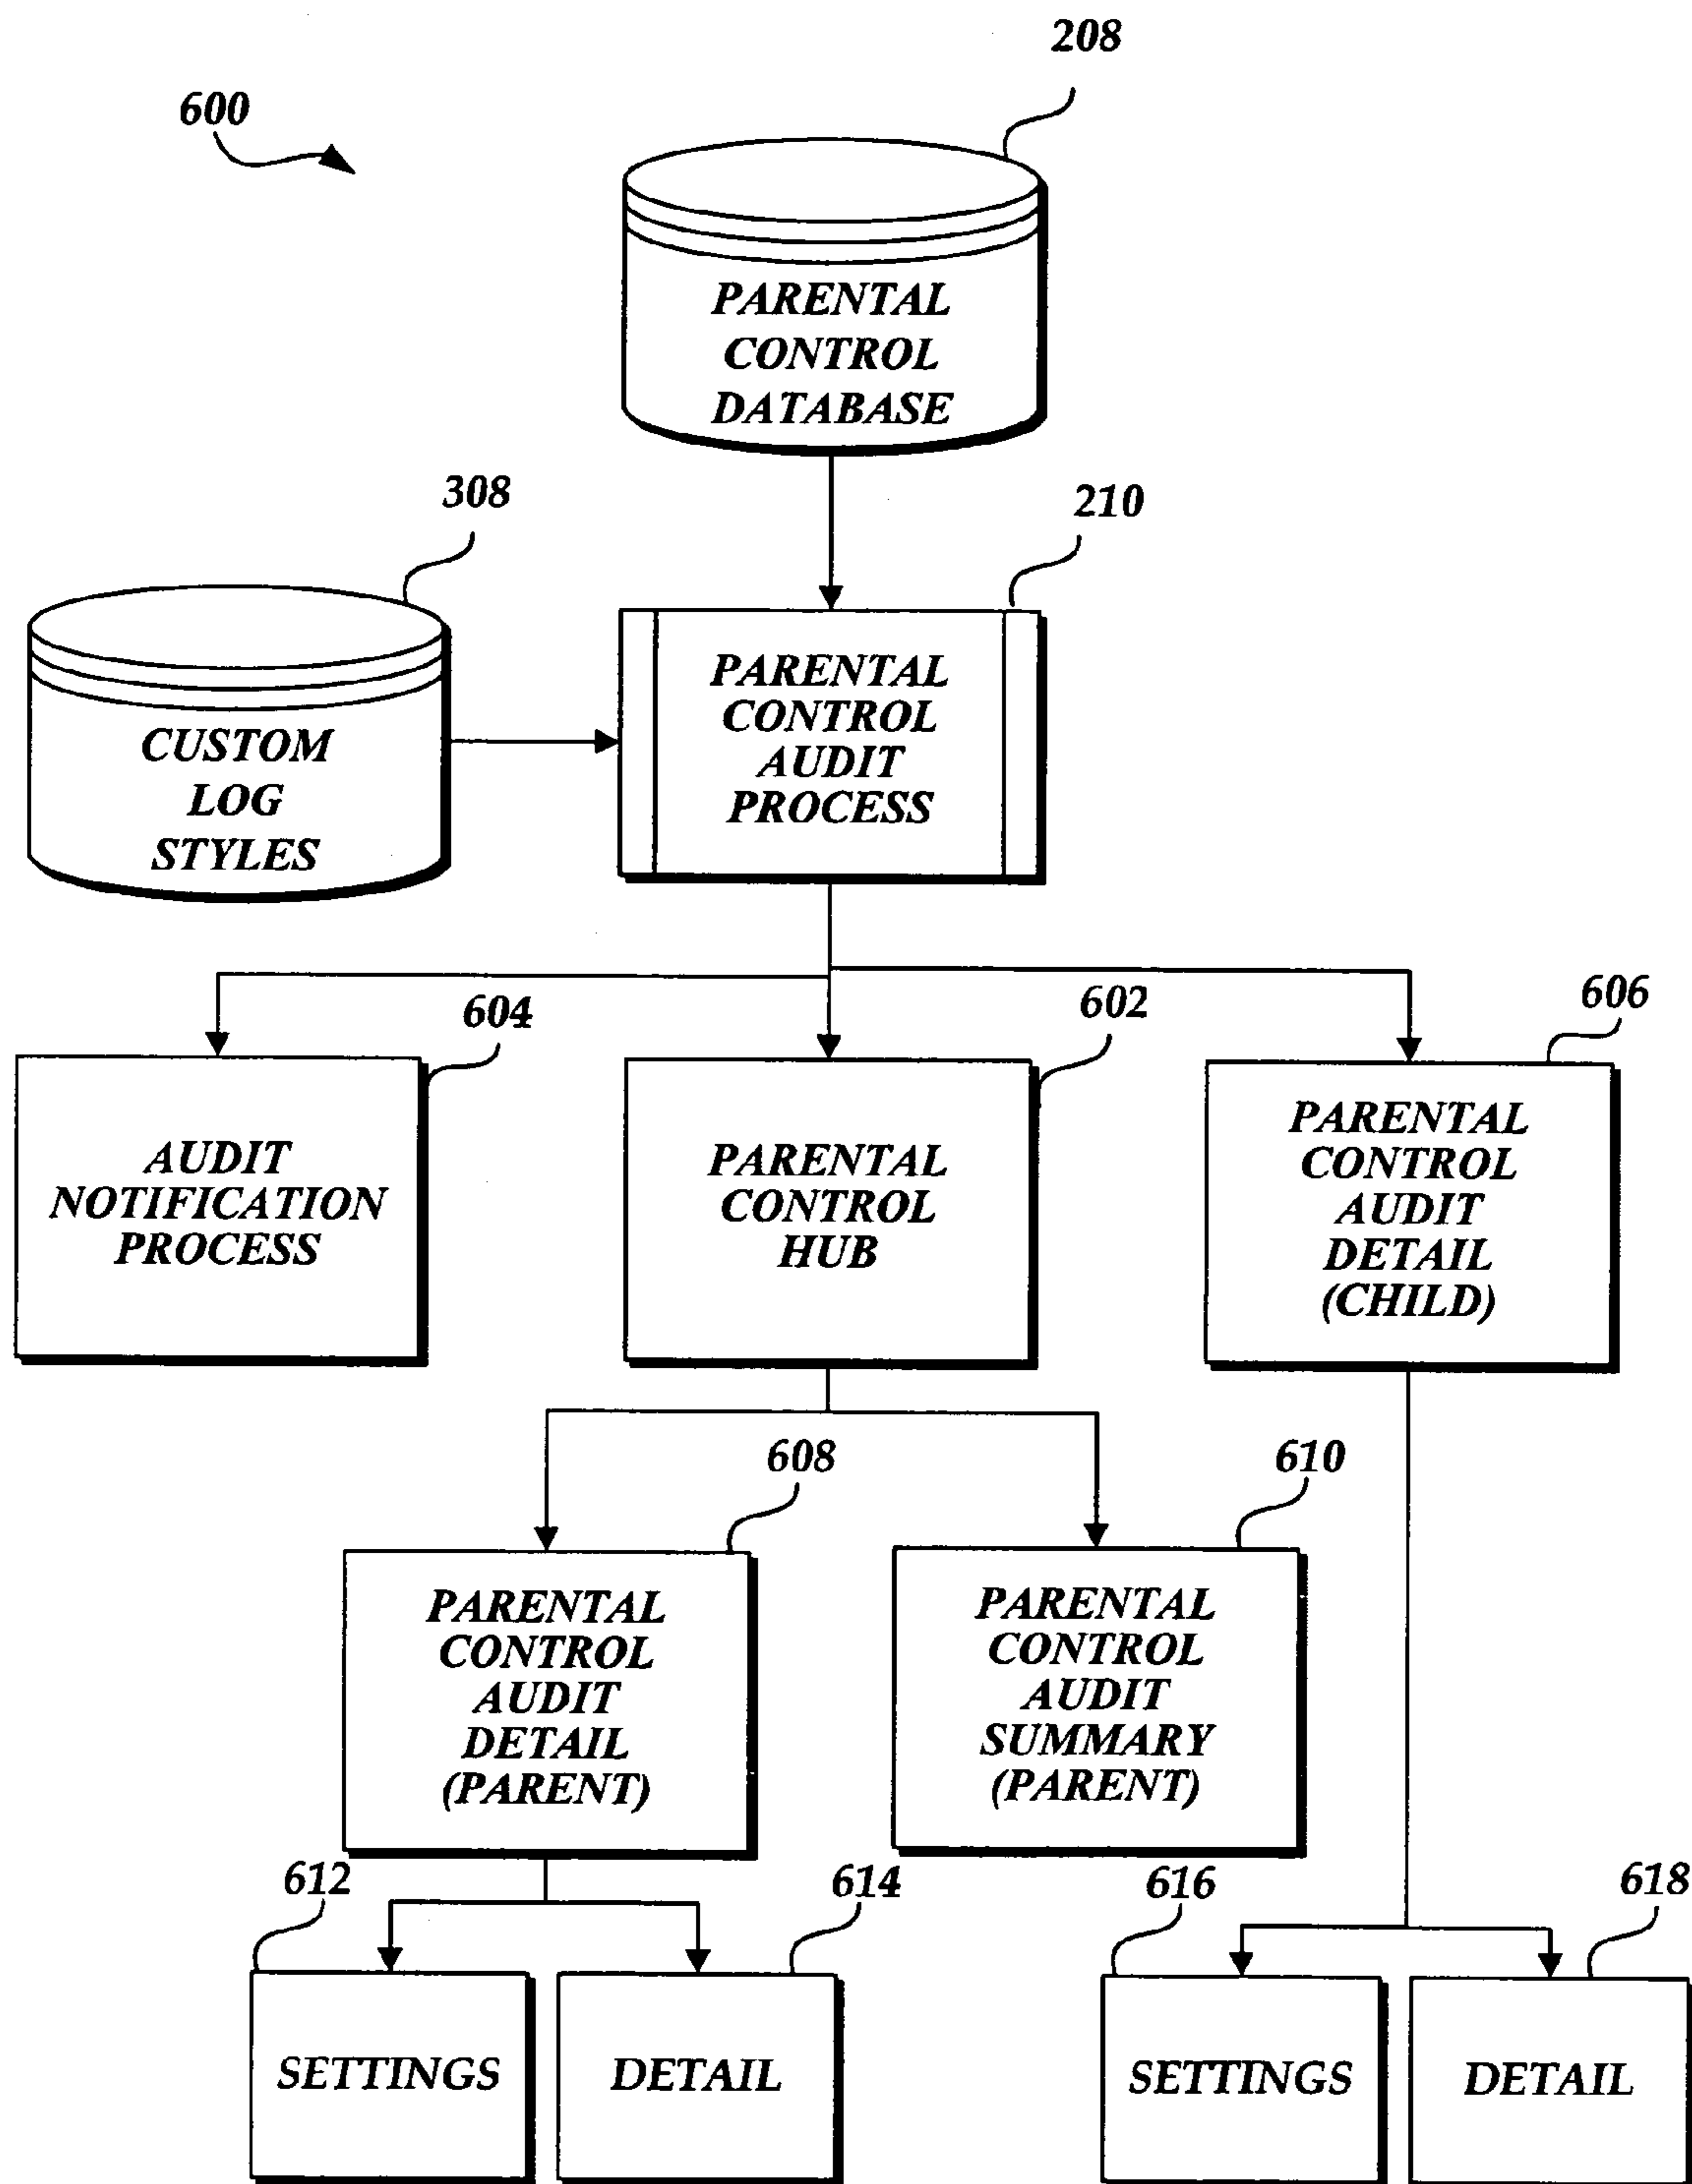 208
600
PARENTAL
CONTROL
DATABASE
308
210
CUSTOM
LOG
STYLES
PARENTAL
CONTROL
AUDIT
PROCESS
604
602
606
AUDIT
NOTIFICATION
PROCESS
PARENTAL
CONTROL
HUB
PARENTAL
CONTROL
AUDIT
DETAIL
(CHILD)
608
610
PARENTAL
CONTROL
AUDIT
DETAIL
(PARENT)
PARENTAL
CONTROL
AUDIT
SUMMARY
(PARENT)
612
614
616
618
SETTINGS
DETAIL
SETTINGS
DETAIL